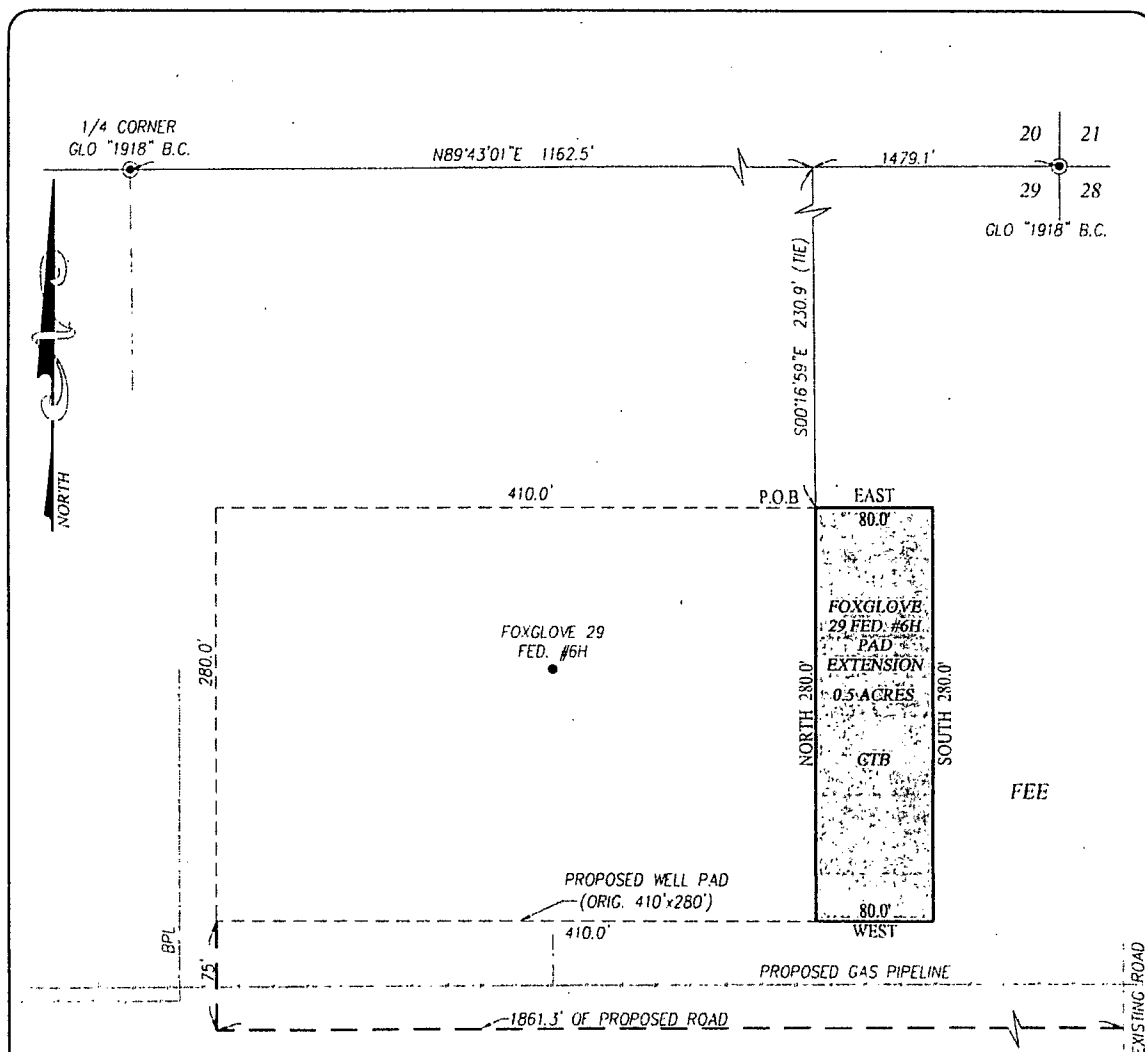 1/4 CORNER
GLO "1918" B.C.
N89°43'01"E 1162.5'
1479.1'
20 21
29 28
GLO "1918" B.C.
S00°16'59"E 230.9' (TIE)
NORTH
410.0'
P.O.B
EAST
80.0'
280.0'
FOXGLOVE 29
FED. #6H
FOXGLOVE
29 FED. #6H
PAD
EXTENSION
0.5 ACRES
CTB
NORTH 280.0'
SOUTH 280.0'
FEE
PROPOSED WELL PAD
(ORIG. 410'x280')
410.0'
80.0'
WEST
BPL
75'
PROPOSED GAS PIPELINE
1861.3' OF PROPOSED ROAD
EXISTING ROAD